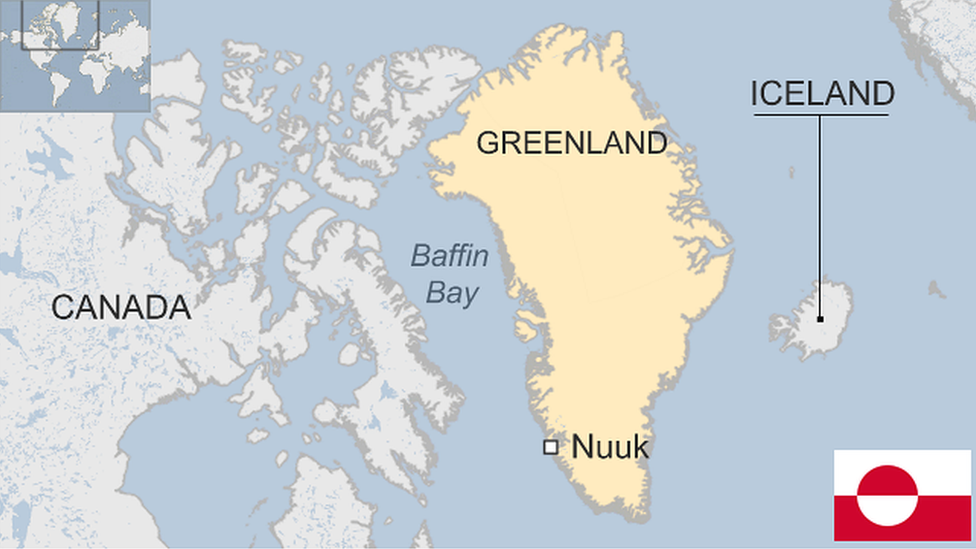 ICELAND
GREENLAND
Baffin
Bay
CANADA
Nuuk